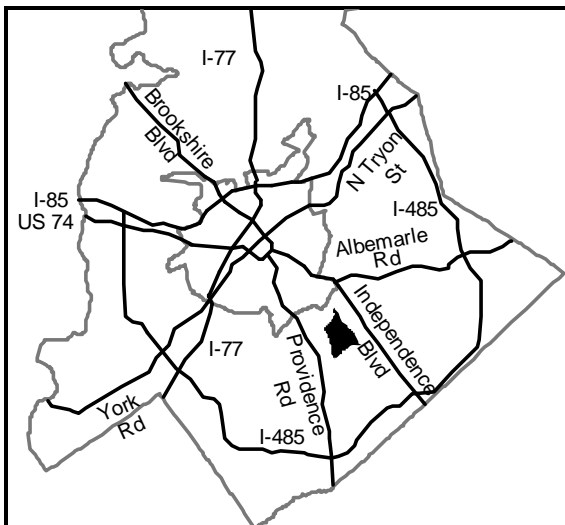 I-77
I-85
Brookshire
Blvd
N Tryon
St
I-85
US 74
I-485
Albemarle
Rd
Independence
Blvd
I-77
Providence
Rd
York
Rd
I-485